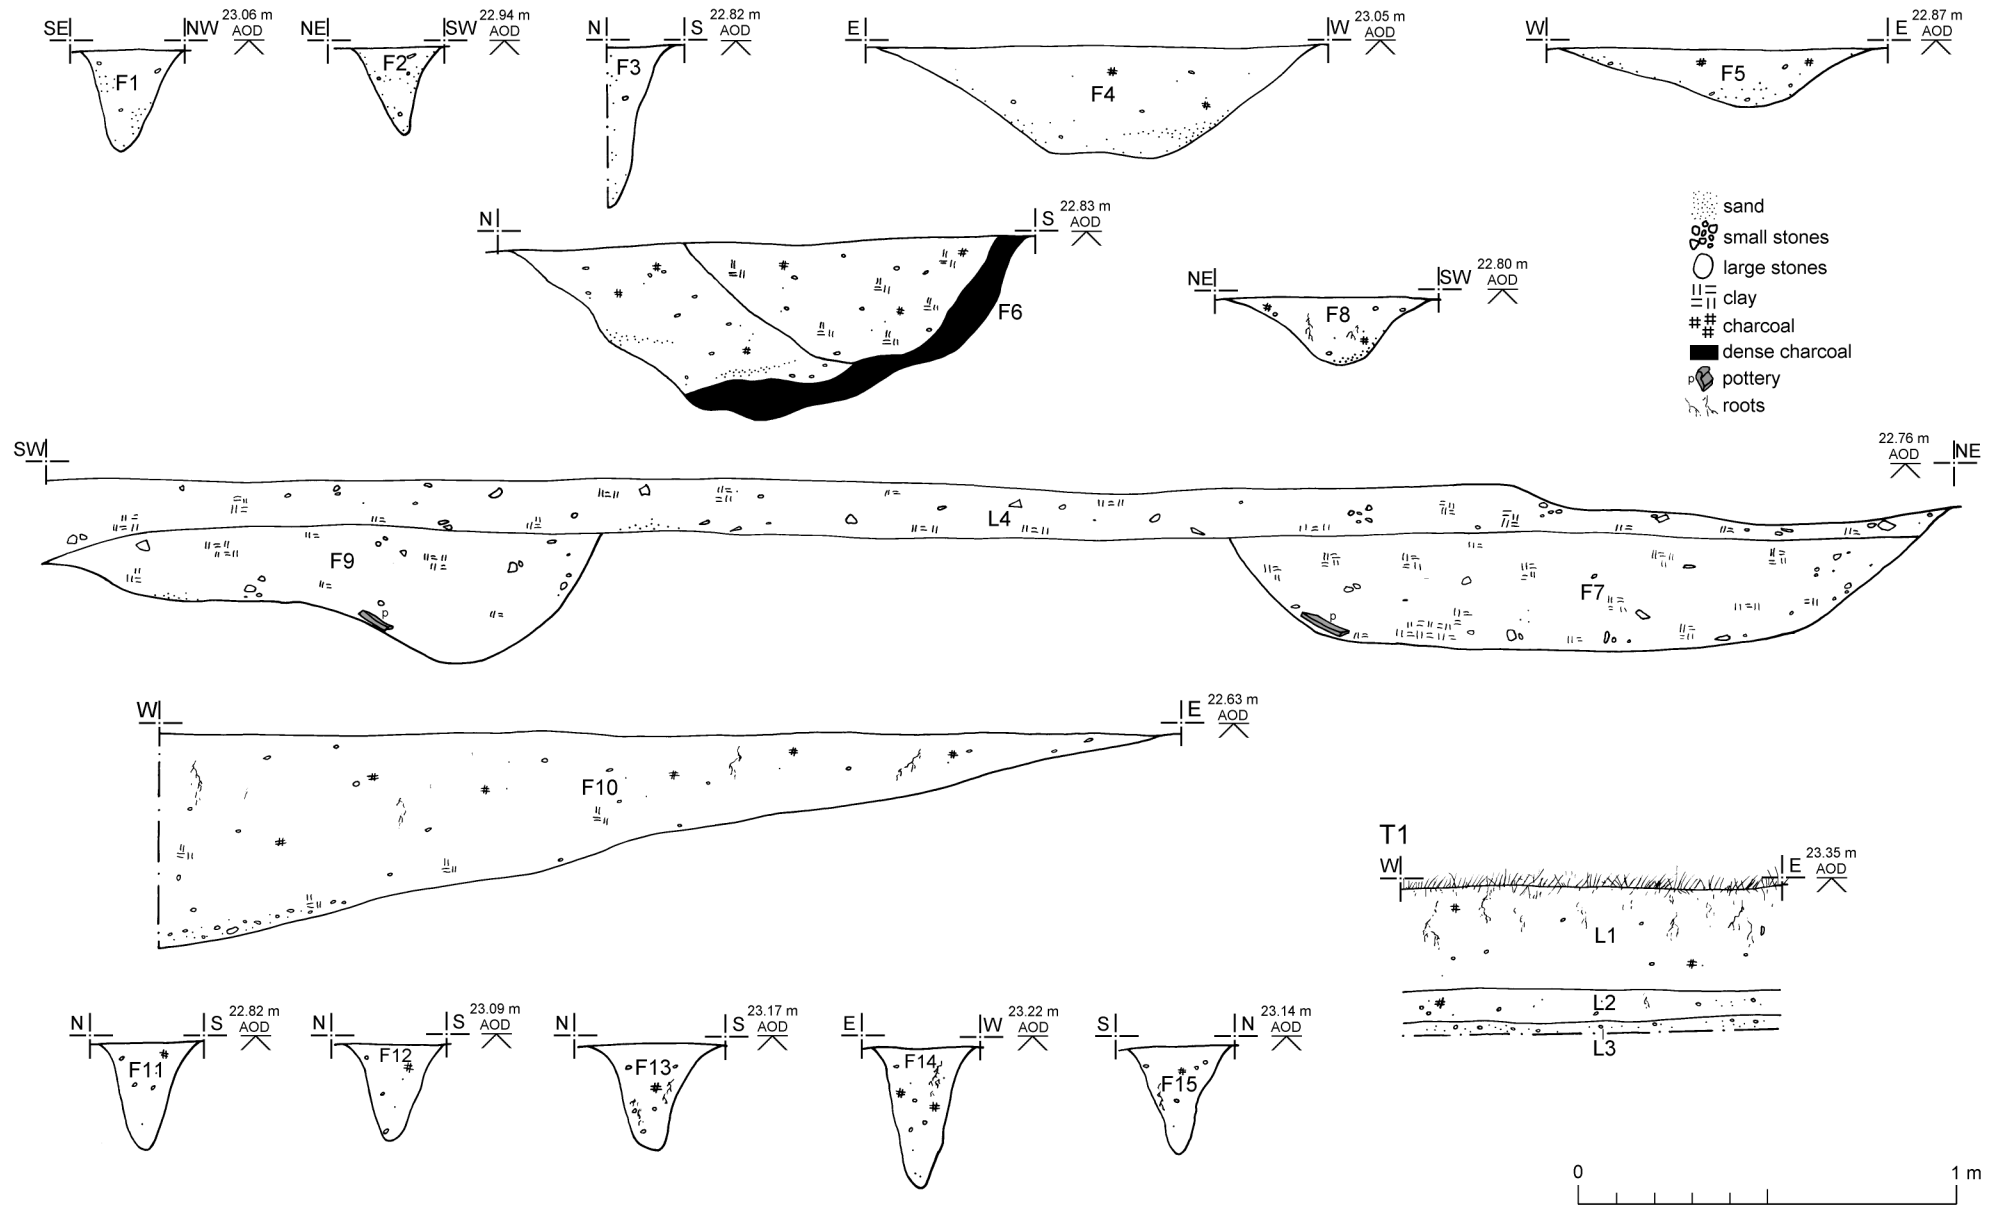 SE NW 23.06 m AOD
F1
NE SW 22.94 m AOD
F2
N S 22.82 m AOD
F3
E W 23.05 m AOD
F4
W E 22.87 m AOD
F5
N S 22.83 m AOD
F6
NE SW 22.80 m AOD
F8
sand
small stones
large stones
clay
charcoal
dense charcoal
p pottery
roots
SW NE 22.76 m AOD
L4
F9
p
F7
p
W E 22.63 m AOD
F10
T1
W E 23.35 m AOD
L1
L2
L3
N S 22.82 m AOD
F11
N S 23.09 m AOD
F12
N S 23.17 m AOD
F13
E W 23.22 m AOD
F14
S N 23.14 m AOD
F15
0 1 m